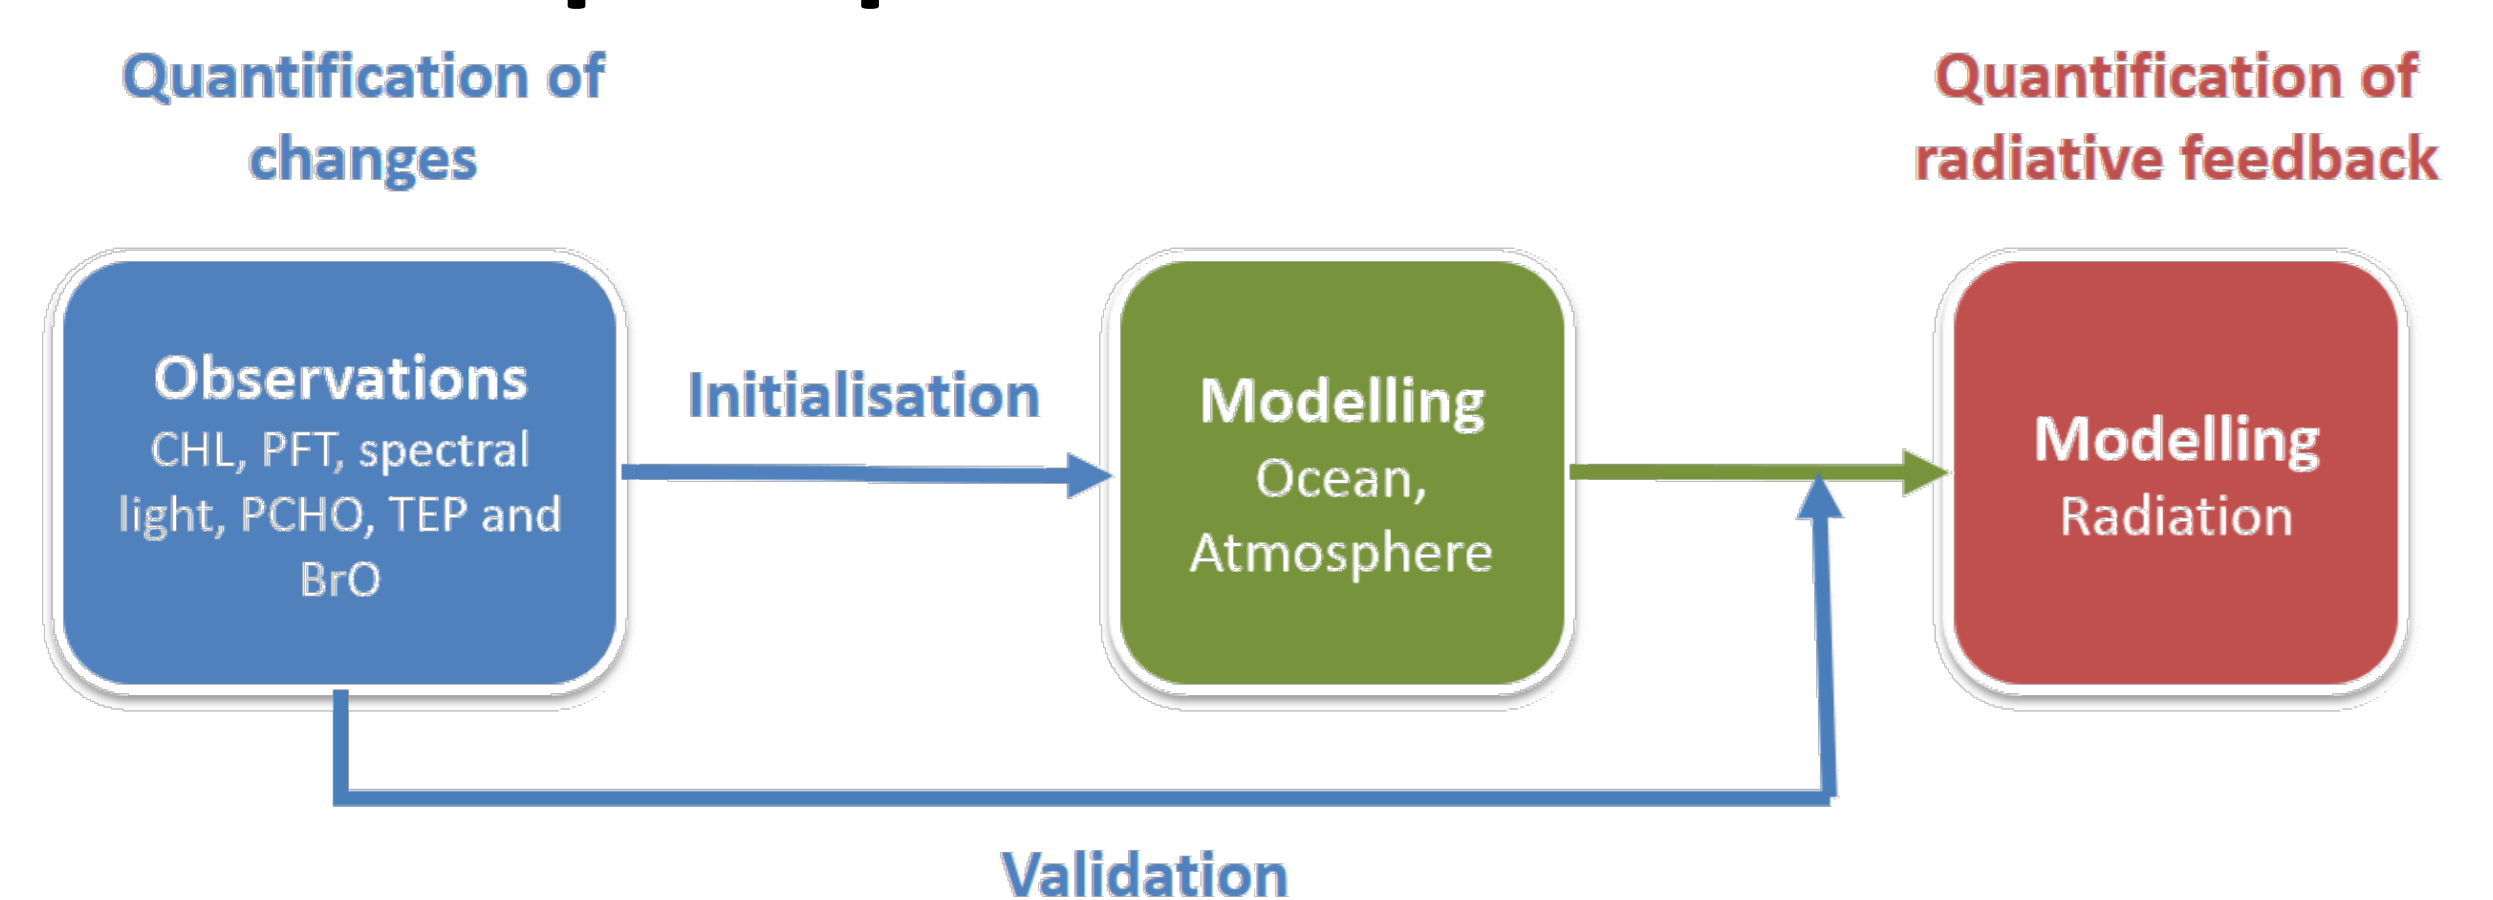 Quantification of
changes
Quantification of
radiative feedback
Observations
CHL, PFT, spectral
light, PCHO, TEP and
BrO
Initialisation
Modelling
Ocean,
Atmosphere
Modelling
Radiation
Validation